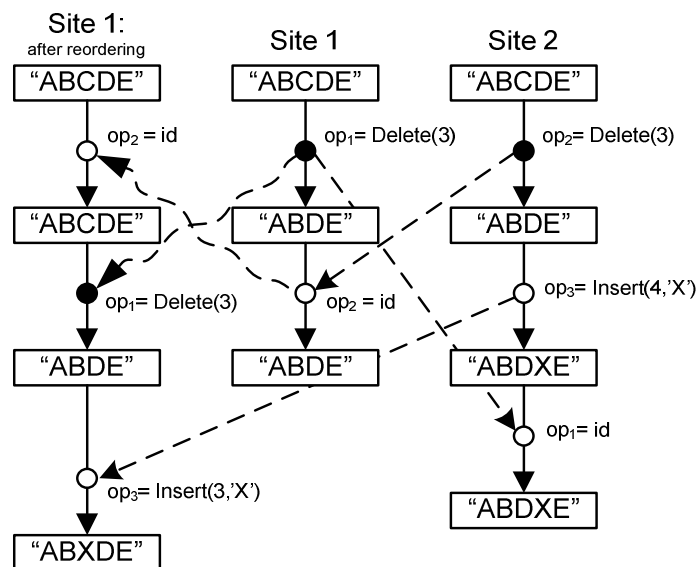 Site 1:
after reordering
Site 1
Site 2
“ABCDE”
“ABCDE”
“ABCDE”
op₂ = id
op₁= Delete(3)
op₂= Delete(3)
“ABCDE”
“ABDE”
“ABDE”
op₁= Delete(3)
op₂ = id
op₃= Insert(4,’X’)
“ABDE”
“ABDE”
“ABDXE”
op₁= id
op₃= Insert(3,’X’)
“ABDXE”
“ABXDE”